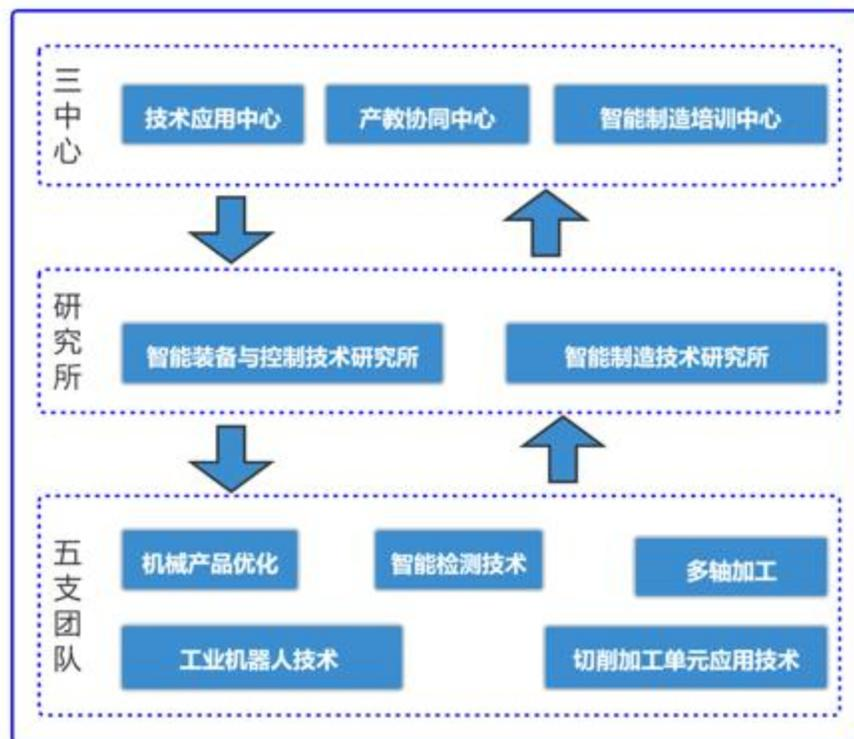 三中心
技术应用中心
产教协同中心
智能制造培训中心
研究所
智能装备与控制技术研究所
智能制造技术研究所
五支团队
机械产品优化
智能检测技术
多轴加工
工业机器人技术
切削加工单元应用技术